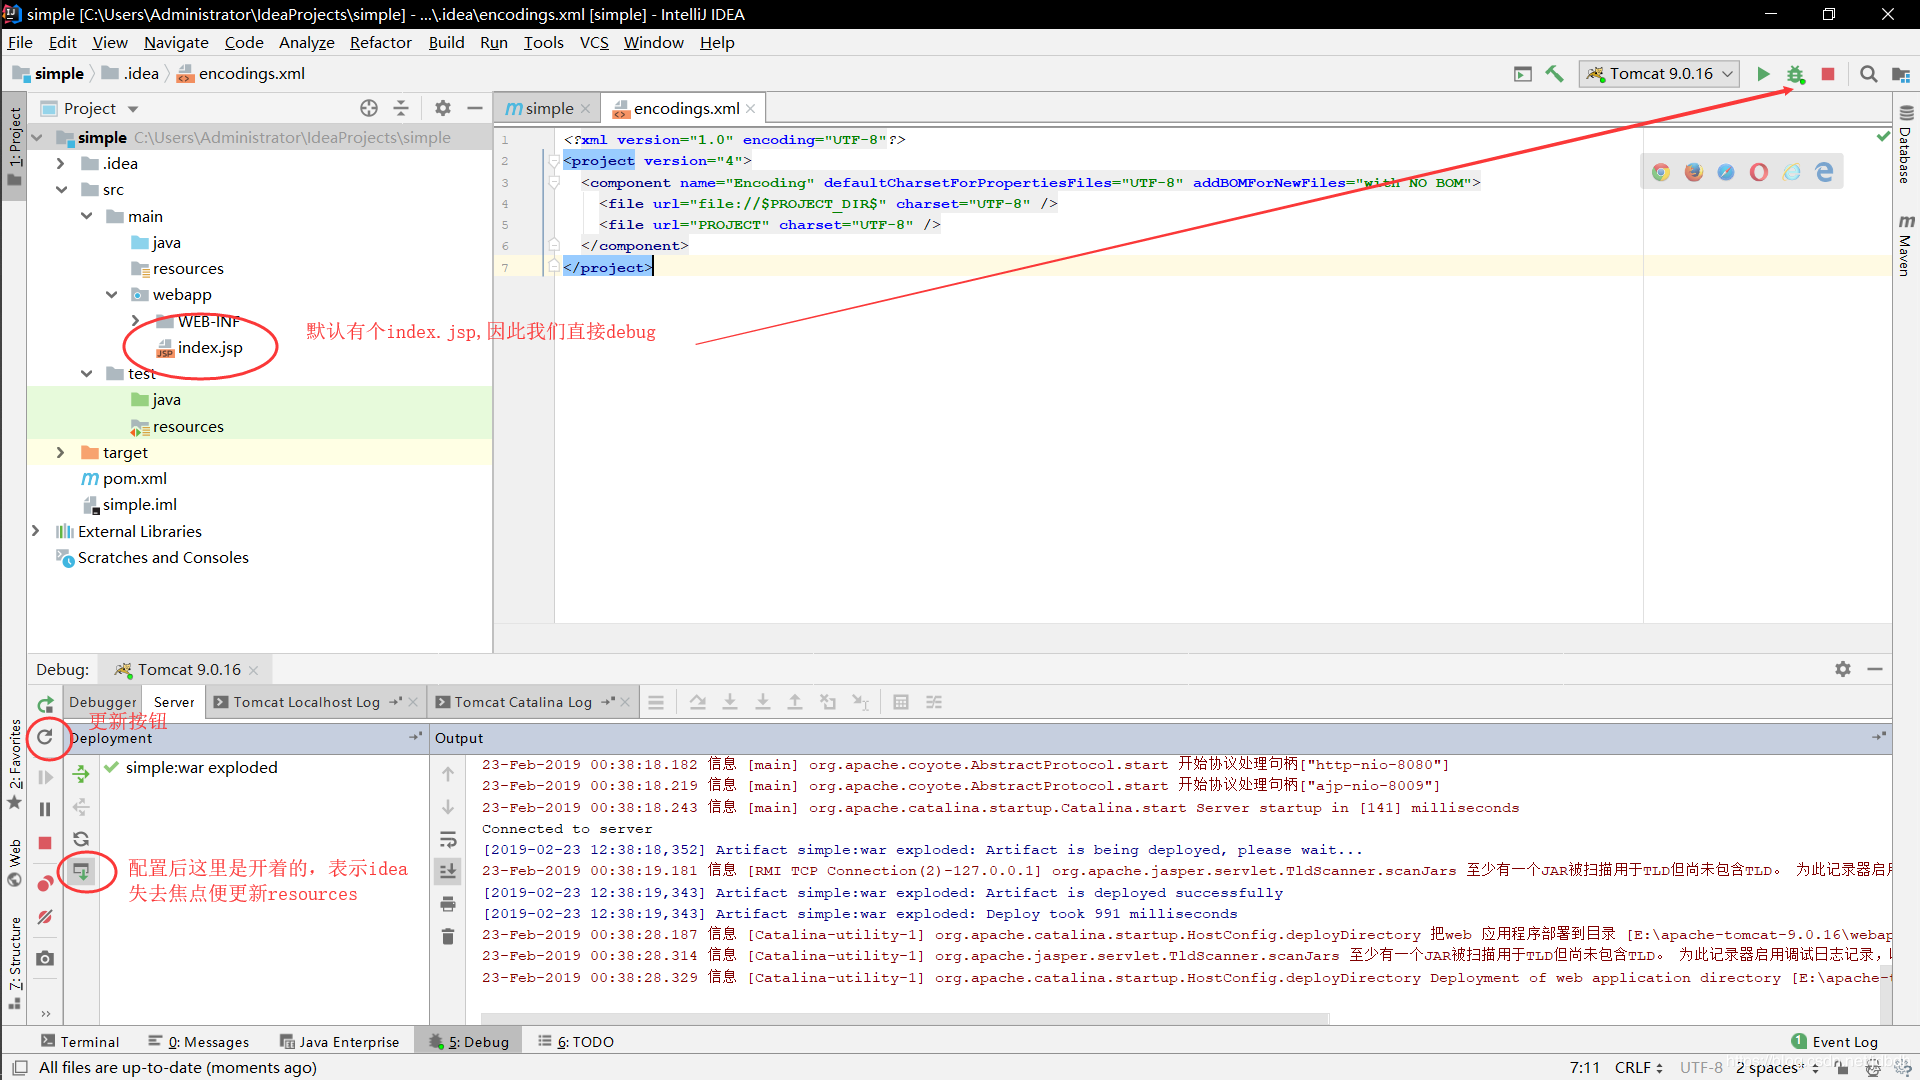 simple [C:\Users\Administrator\IdeaProjects\simple] - ...\.idea\encodings.xml [simple] - IntelliJ IDEA
File Edit View Navigate Code Analyze Refactor Build Run Tools VCS Window Help
simple .idea encodings.xml
Tomcat 9.0.16
1: Project
Project
simple encodings.xml
simple C:\Users\Administrator\IdeaProjects\simple
.idea
src
main
java
resources
webapp
WEB-INF
index.jsp
test
java
resources
target
pom.xml
simple.iml
External Libraries
Scratches and Consoles
默认有个index.jsp,因此我们直接debug
1 <?xml version="1.0" encoding="UTF-8"?>
2 <project version="4">
3 <component name="Encoding" defaultCharsetForPropertiesFiles="UTF-8" addBOMForNewFiles="with NO BOM">
4 <file url="file://$PROJECT_DIR$" charset="UTF-8" />
5 <file url="PROJECT" charset="UTF-8" />
6 </component>
7 </project>
Database
Maven
Debug: Tomcat 9.0.16
Debugger Server Tomcat Localhost Log Tomcat Catalina Log
更新按钮
Deployment
Output
simple:war exploded
配置后这里是开着的，表示idea
失去焦点便更新resources
23-Feb-2019 00:38:18.182 信息 [main] org.apache.coyote.AbstractProtocol.start 开始协议处理句柄["http-nio-8080"]
23-Feb-2019 00:38:18.219 信息 [main] org.apache.coyote.AbstractProtocol.start 开始协议处理句柄["ajp-nio-8009"]
23-Feb-2019 00:38:18.243 信息 [main] org.apache.catalina.startup.Catalina.start Server startup in [141] milliseconds
Connected to server
[2019-02-23 12:38:18,352] Artifact simple:war exploded: Artifact is being deployed, please wait...
23-Feb-2019 00:38:19.181 信息 [RMI TCP Connection(2)-127.0.0.1] org.apache.jasper.servlet.TldScanner.scanJars 至少有一个JAR被扫描用于TLD但尚未包含TLD。 为此记录器启用
[2019-02-23 12:38:19,343] Artifact simple:war exploded: Artifact is deployed successfully
[2019-02-23 12:38:19,343] Artifact simple:war exploded: Deploy took 991 milliseconds
23-Feb-2019 00:38:28.187 信息 [Catalina-utility-1] org.apache.catalina.startup.HostConfig.deployDirectory 把web 应用程序部署到目录 [E:\apache-tomcat-9.0.16\webap
23-Feb-2019 00:38:28.314 信息 [Catalina-utility-1] org.apache.jasper.servlet.TldScanner.scanJars 至少有一个JAR被扫描用于TLD但尚未包含TLD。 为此记录器启用调试日志记录，
23-Feb-2019 00:38:28.329 信息 [Catalina-utility-1] org.apache.catalina.startup.HostConfig.deployDirectory Deployment of web application directory [E:\apache-t
2: Favorites
Web
7: Structure
Terminal 0: Messages Java Enterprise 5: Debug 6: TODO
1 Event Log
All files are up-to-date (moments ago)
7:11 CRLF UTF-8 2 spaces*